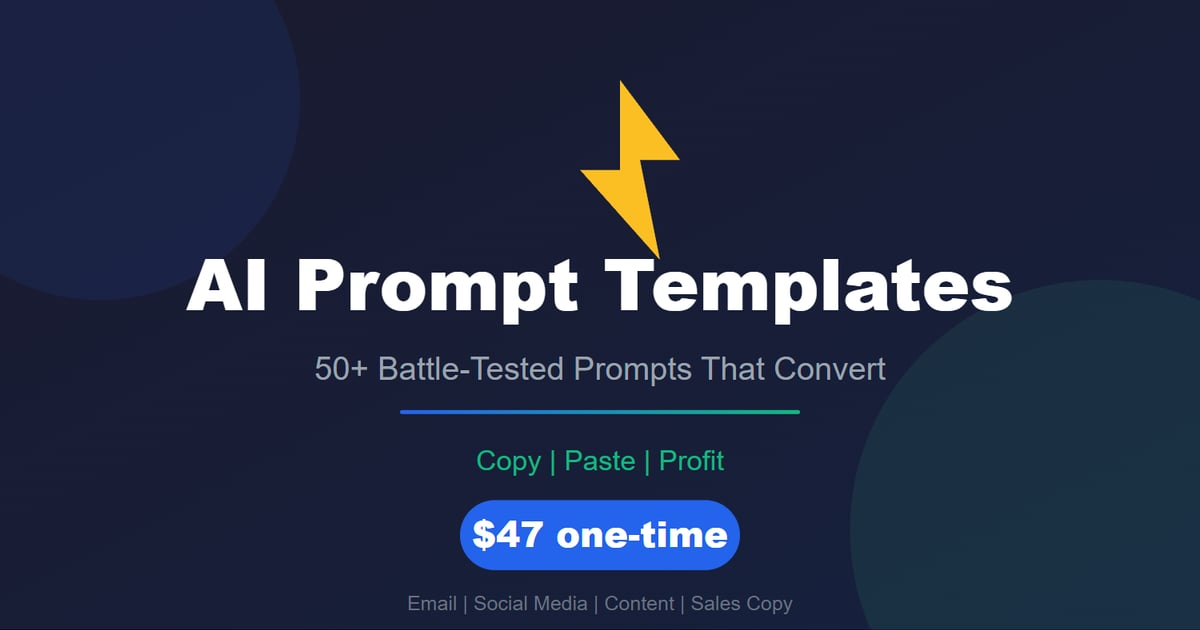 AI Prompt Templates
50+ Battle-Tested Prompts That Convert
Copy | Paste | Profit
$47 one-time
Email | Social Media | Content | Sales Copy